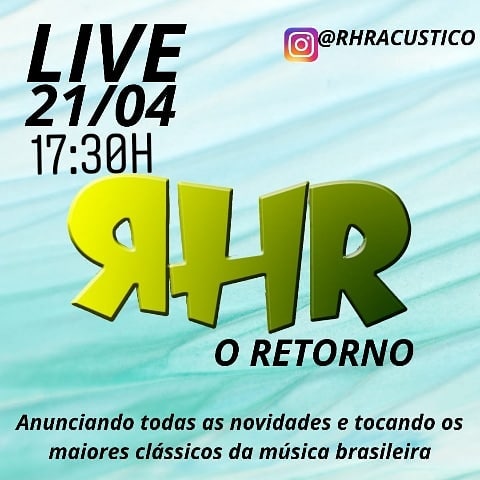 LIVE
@RHRACUSTICO
21/04
17:30H
RHR
O RETORNO
Anunciando todas as novidades e tocando os
maiores clássicos da música brasileira